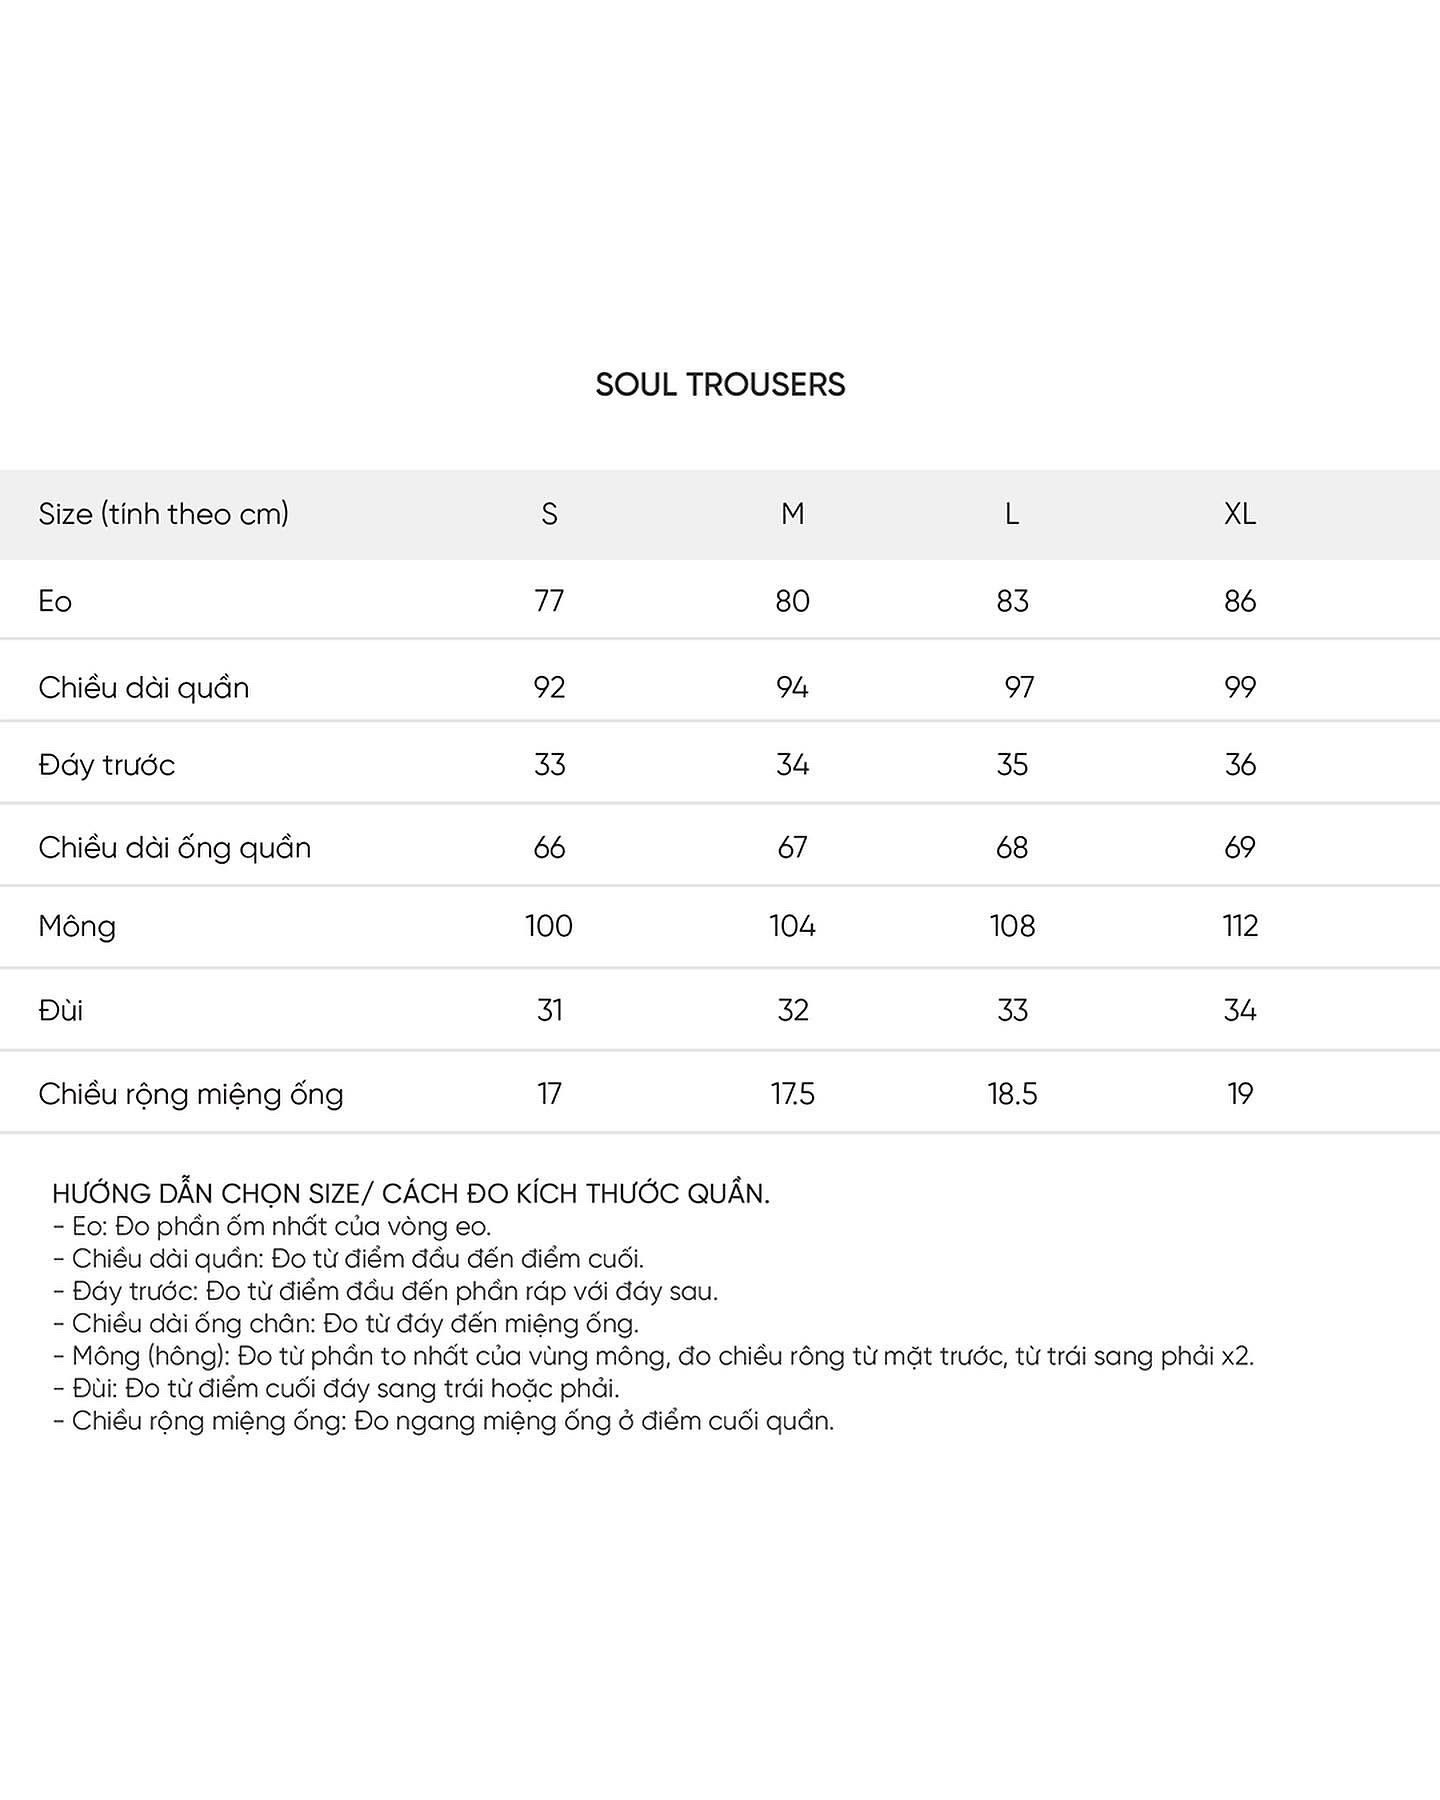 SOUL TROUSERS
Size (tính theo cm) S M L XL
Eo 77 80 83 86
Chiều dài quần 92 94 97 99
Đáy trước 33 34 35 36
Chiều dài ống quần 66 67 68 69
Mông 100 104 108 112
Đùi 31 32 33 34
Chiều rộng miệng ống 17 17.5 18.5 19
HƯỚNG DẪN CHỌN SIZE/ CÁCH ĐO KÍCH THƯỚC QUẦN.
- Eo: Đo phần ốm nhất của vòng eo.
- Chiều dài quần: Đo từ điểm đầu đến điểm cuối.
- Đáy trước: Đo từ điểm đầu đến phần ráp với đáy sau.
- Chiều dài ống chân: Đo từ đáy đến miệng ống.
- Mông (hông): Đo từ phần to nhất của vùng mông, đo chiều rông từ mặt trước, từ trái sang phải x2.
- Đùi: Đo từ điểm cuối đáy sang trái hoặc phải.
- Chiều rộng miệng ống: Đo ngang miệng ống ở điểm cuối quần.